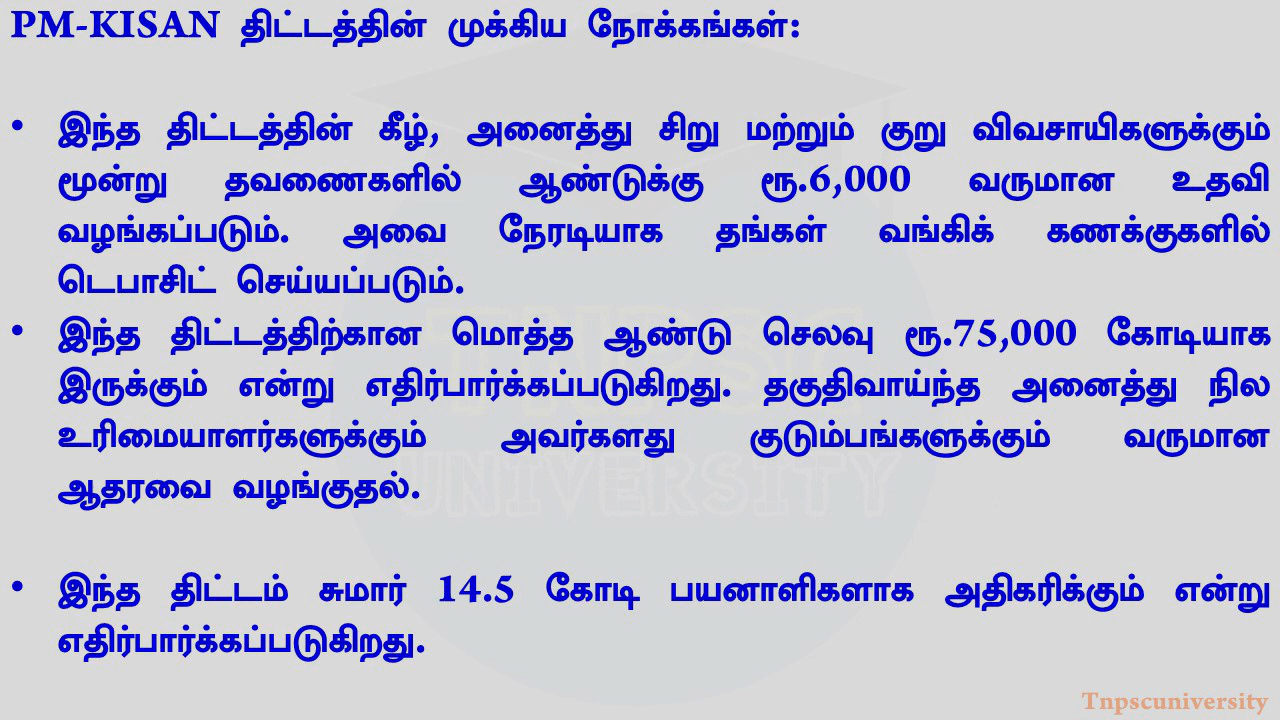 PM-KISAN திட்டத்தின் முக்கிய நோக்கங்கள்:
• இந்த திட்டத்தின் கீழ், அனைத்து சிறு மற்றும் குறு விவசாயிகளுக்கும்
மூன்று தவணைகளில் ஆண்டுக்கு ரூ.6,000 வருமான உதவி
வழங்கப்படும். அவை நேரடியாக தங்கள் வங்கிக் கணக்குகளில்
டெபாசிட் செய்யப்படும்.
• இந்த திட்டத்திற்கான மொத்த ஆண்டு செலவு ரூ.75,000 கோடியாக
இருக்கும் என்று எதிர்பார்க்கப்படுகிறது. தகுதிவாய்ந்த அனைத்து நில
உரிமையாளர்களுக்கும் அவர்களது குடும்பங்களுக்கும் வருமான
ஆதரவை வழங்குதல்.
• இந்த திட்டம் சுமார் 14.5 கோடி பயனாளிகளாக அதிகரிக்கும் என்று
எதிர்பார்க்கப்படுகிறது.
TNPSC
UNIVERSITY
Tnpscuniversity